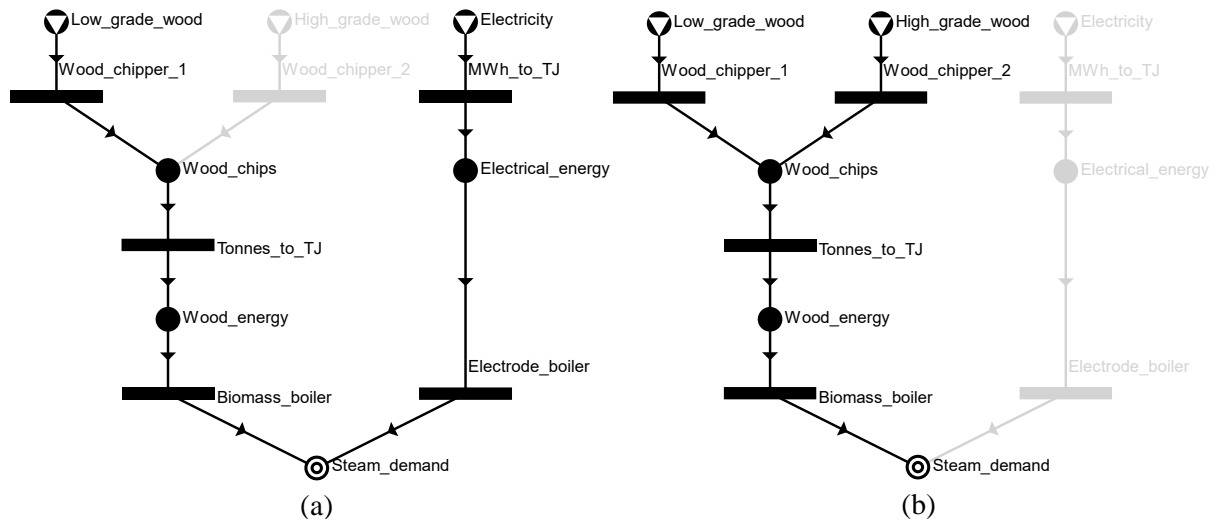 Low_grade_wood
High_grade_wood
Electricity
Wood_chipper_1
Wood_chipper_2
MWh_to_TJ
Wood_chips
Electrical_energy
Tonnes_to_TJ
Wood_energy
Electrode_boiler
Biomass_boiler
Steam_demand
(a)
Low_grade_wood
High_grade_wood
Electricity
Wood_chipper_1
Wood_chipper_2
MWh_to_TJ
Wood_chips
Electrical_energy
Tonnes_to_TJ
Wood_energy
Electrode_boiler
Biomass_boiler
Steam_demand
(b)